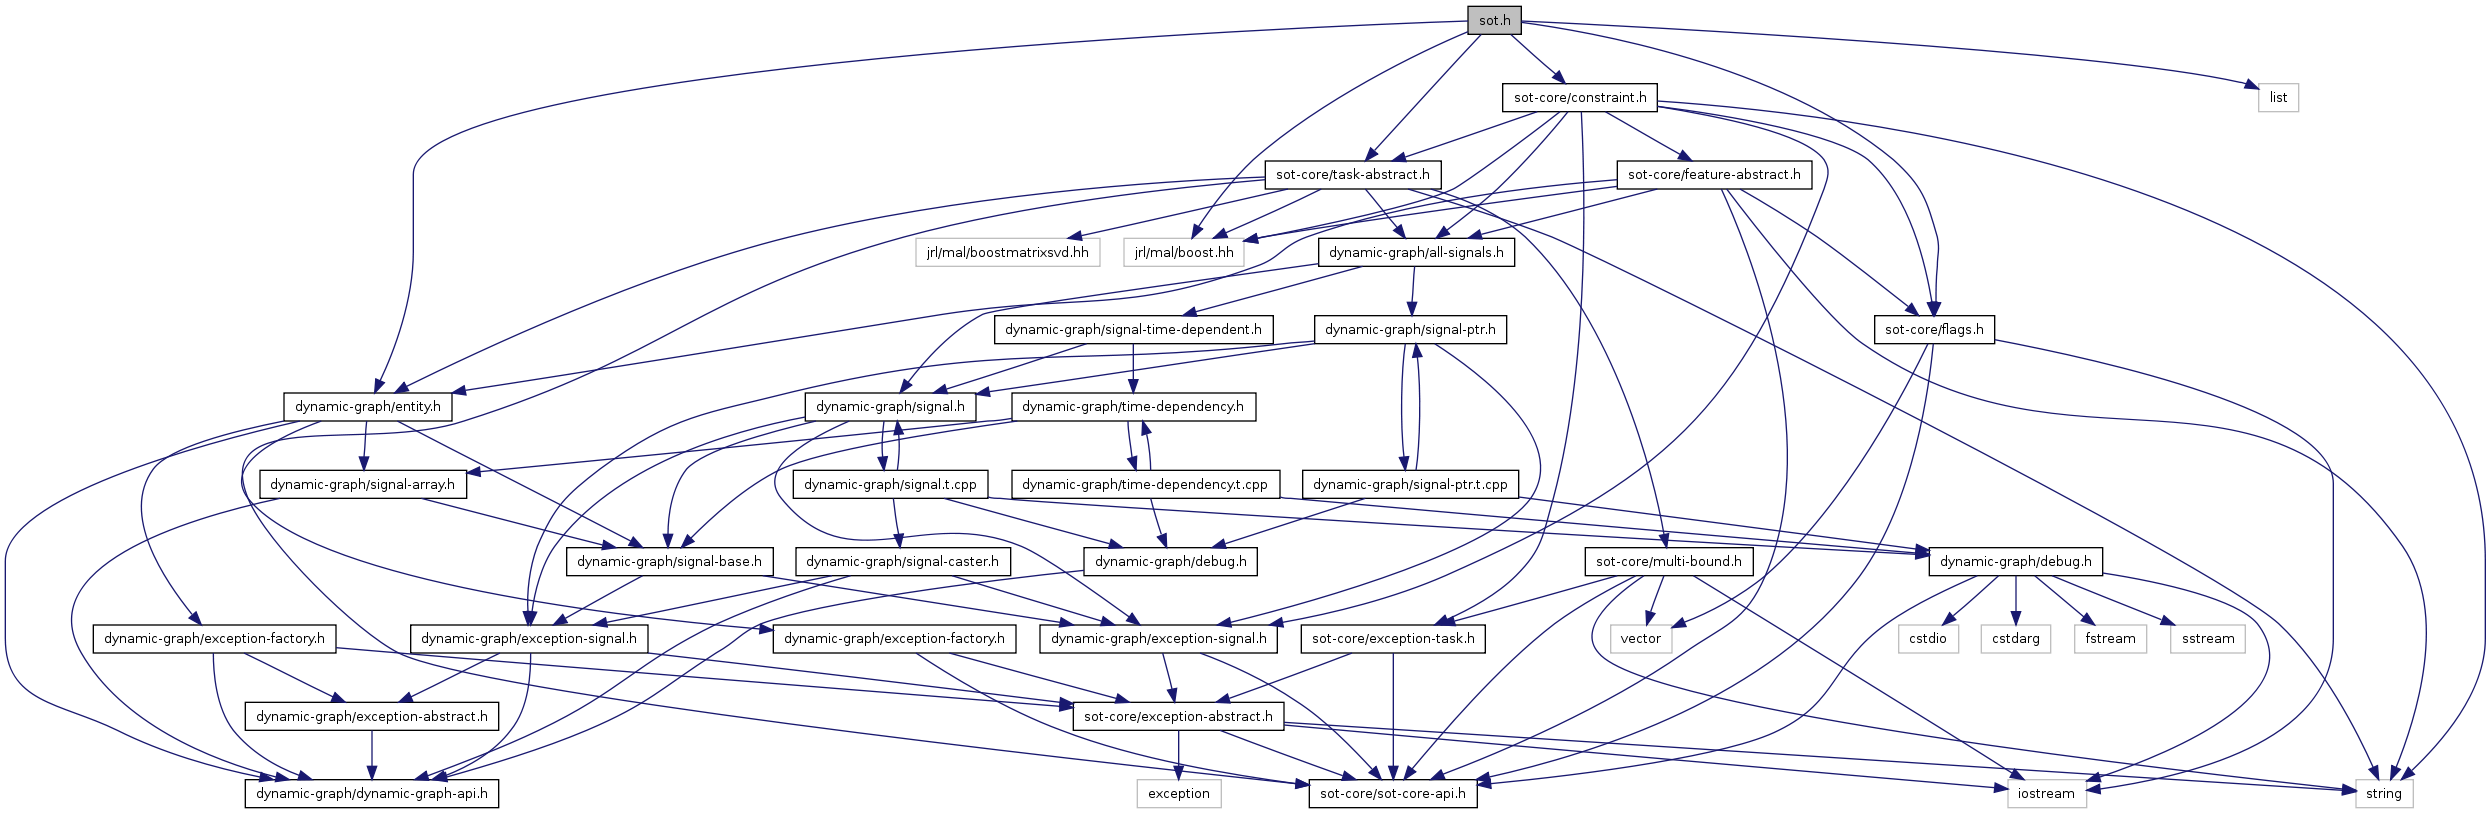 sot.h
sot-core/constraint.h
list
sot-core/task-abstract.h
sot-core/feature-abstract.h
jrl/mal/boostmatrixsvd.hh
jrl/mal/boost.hh
dynamic-graph/all-signals.h
dynamic-graph/signal-time-dependent.h
dynamic-graph/signal-ptr.h
sot-core/flags.h
dynamic-graph/entity.h
dynamic-graph/signal.h
dynamic-graph/time-dependency.h
dynamic-graph/signal-array.h
dynamic-graph/signal.t.cpp
dynamic-graph/time-dependency.t.cpp
dynamic-graph/signal-ptr.t.cpp
dynamic-graph/signal-base.h
dynamic-graph/signal-caster.h
dynamic-graph/debug.h
sot-core/multi-bound.h
dynamic-graph/debug.h
dynamic-graph/exception-factory.h
dynamic-graph/exception-signal.h
dynamic-graph/exception-factory.h
dynamic-graph/exception-signal.h
sot-core/exception-task.h
vector
cstdio
cstdarg
fstream
sstream
dynamic-graph/exception-abstract.h
sot-core/exception-abstract.h
dynamic-graph/dynamic-graph-api.h
exception
sot-core/sot-core-api.h
iostream
string